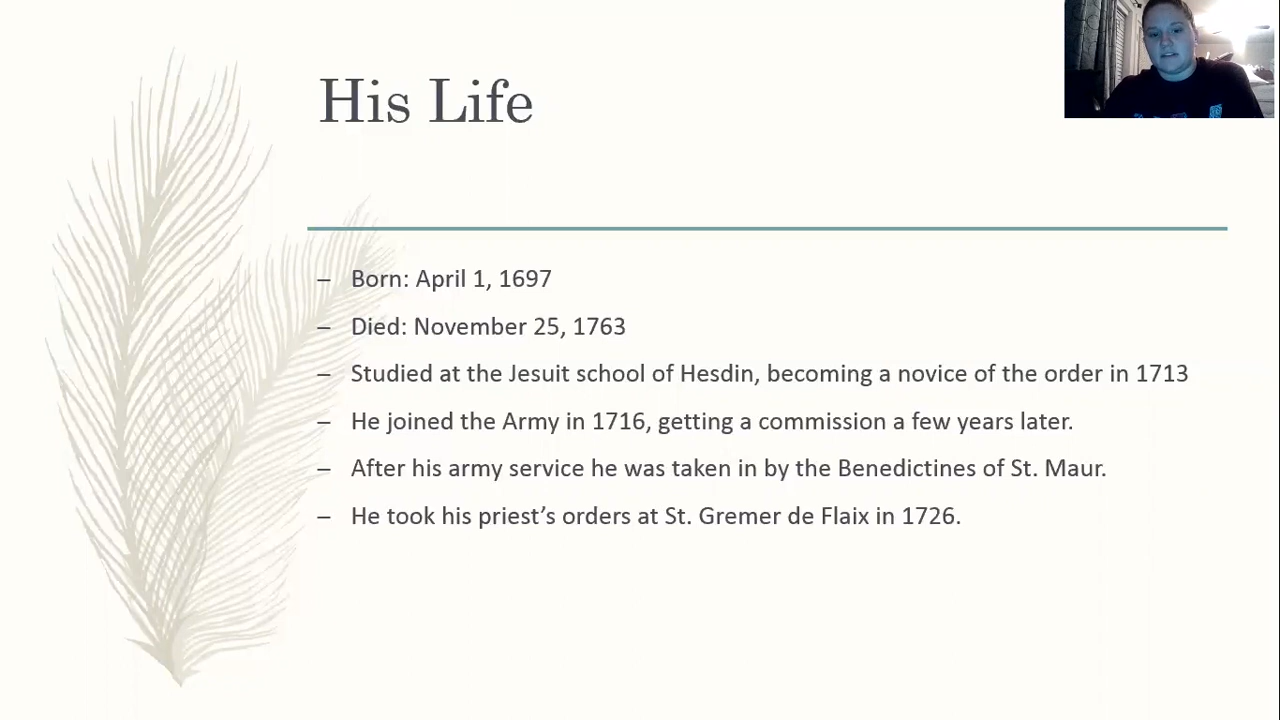 His Life
– Born: April 1, 1697
– Died: November 25, 1763
– Studied at the Jesuit school of Hesdin, becoming a novice of the order in 1713
– He joined the Army in 1716, getting a commission a few years later.
– After his army service he was taken in by the Benedictines of St. Maur.
– He took his priest’s orders at St. Gremer de Flaix in 1726.